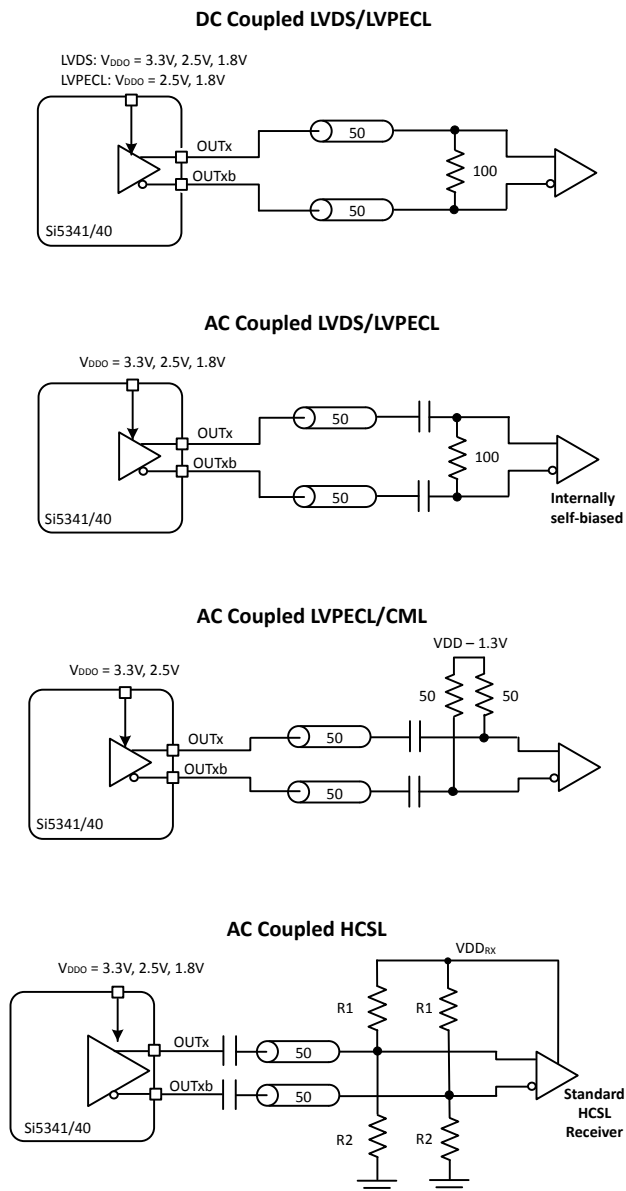 DC Coupled LVDS/LVPECL
LVDS: VDDO = 3.3V, 2.5V, 1.8V
LVPECL: VDDO = 2.5V, 1.8V
OUTx
50
100
OUTxb
50
Si5341/40
AC Coupled LVDS/LVPECL
VDDO = 3.3V, 2.5V, 1.8V
OUTx
50
100
OUTxb
50
Internally
self-biased
Si5341/40
AC Coupled LVPECL/CML
VDD – 1.3V
VDDO = 3.3V, 2.5V
50
50
OUTx
50
OUTxb
50
Si5341/40
AC Coupled HCSL
VDDRX
VDDO = 3.3V, 2.5V, 1.8V
R1
R1
OUTx
50
OUTxb
50
Standard
HCSL
Receiver
R2
R2
Si5341/40